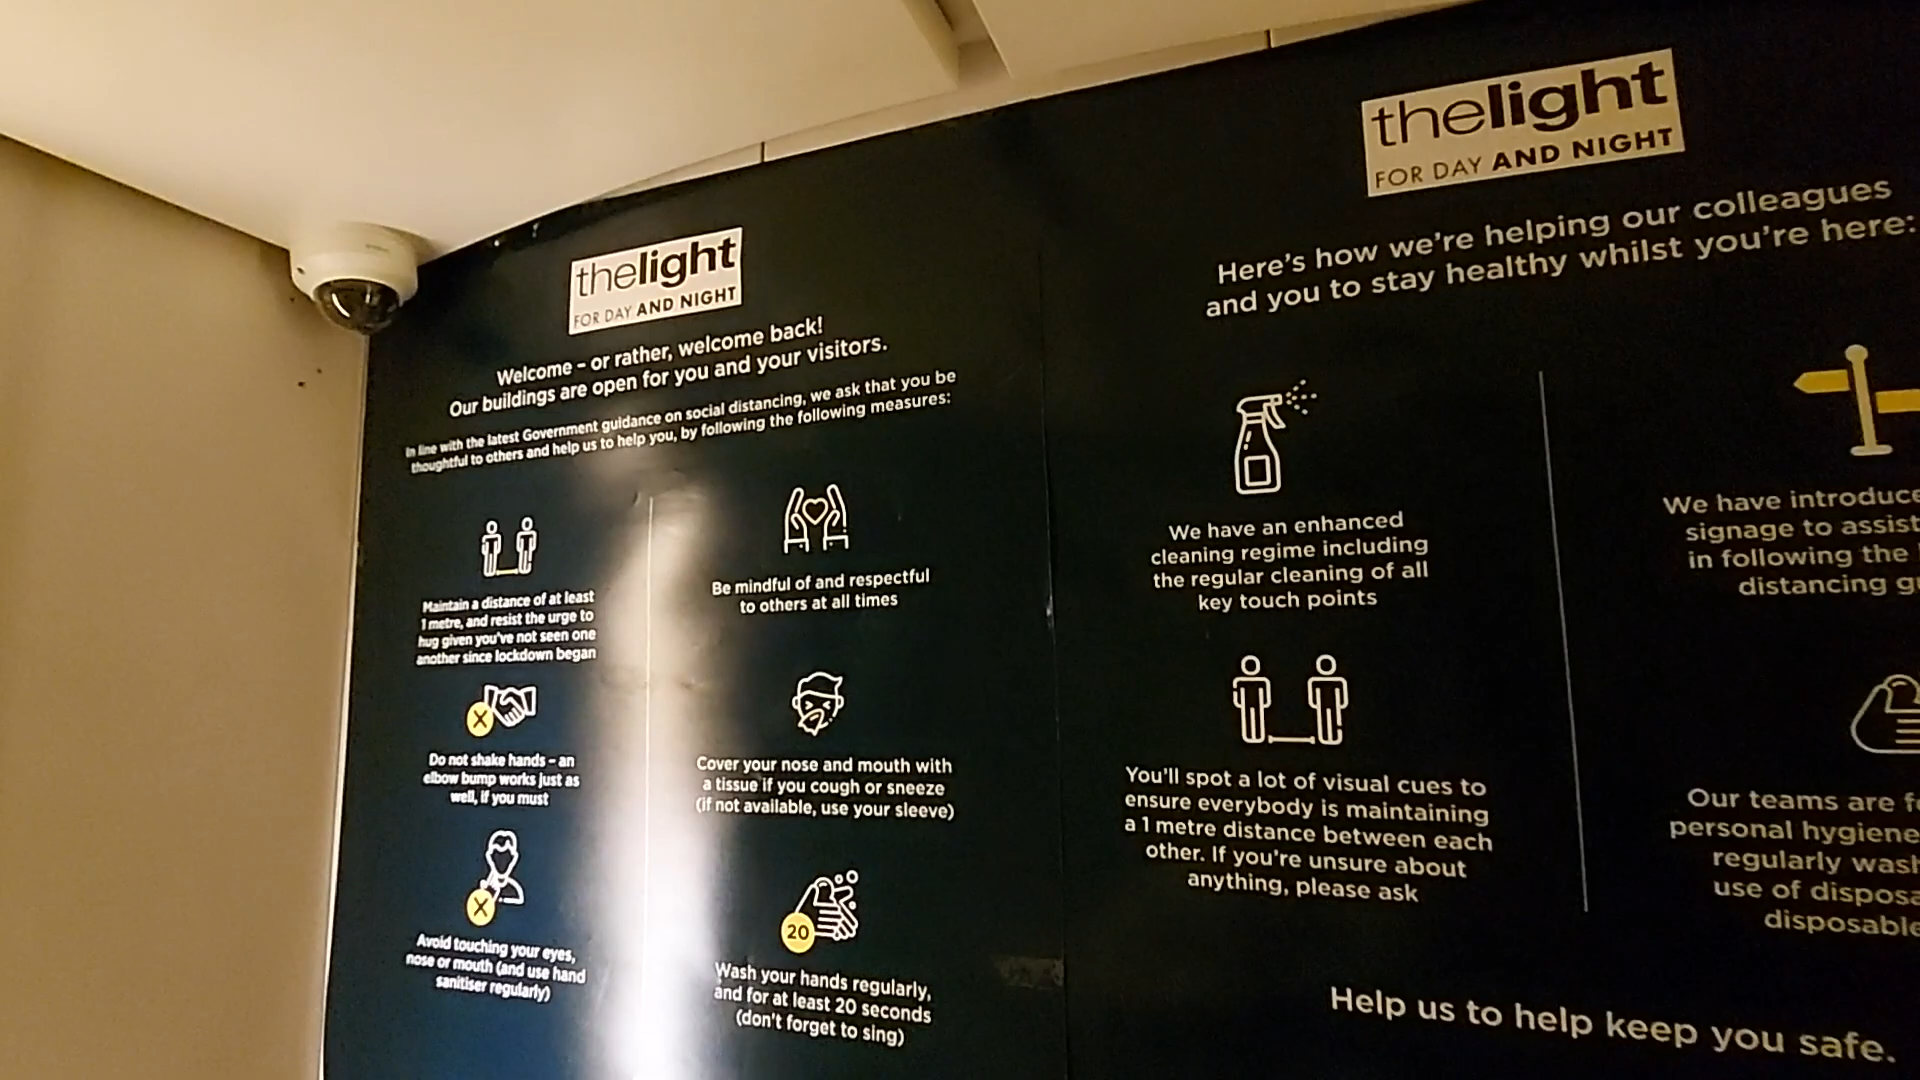 thelight
FOR DAY AND NIGHT
Welcome – or rather, welcome back!
Our buildings are open for you and your visitors.
In line with the latest Government guidance on social distancing, we ask that you be
thoughtful to others and help us to help you, by following the following measures:
Maintain a distance of at least
1 metre, and resist the urge to
hug given you've not seen one
another since lockdown began
Be mindful of and respectful
to others at all times
X
Do not shake hands – an
elbow bump works just as
well, if you must
Cover your nose and mouth with
a tissue if you cough or sneeze
(if not available, use your sleeve)
X
Avoid touching your eyes,
nose or mouth (and use hand
sanitiser regularly)
20
Wash your hands regularly,
and for at least 20 seconds
(don't forget to sing)
thelight
FOR DAY AND NIGHT
Here's how we're helping our colleagues
and you to stay healthy whilst you're here:
We have an enhanced
cleaning regime including
the regular cleaning of all
key touch points
We have introduce
signage to assist
in following the
distancing
You'll spot a lot of visual cues to
ensure everybody is maintaining
a 1 metre distance between each
other. If you're unsure about
anything, please ask
Our teams are
personal hygiene
regularly wash
use of
disposable
Help us to help keep you safe.